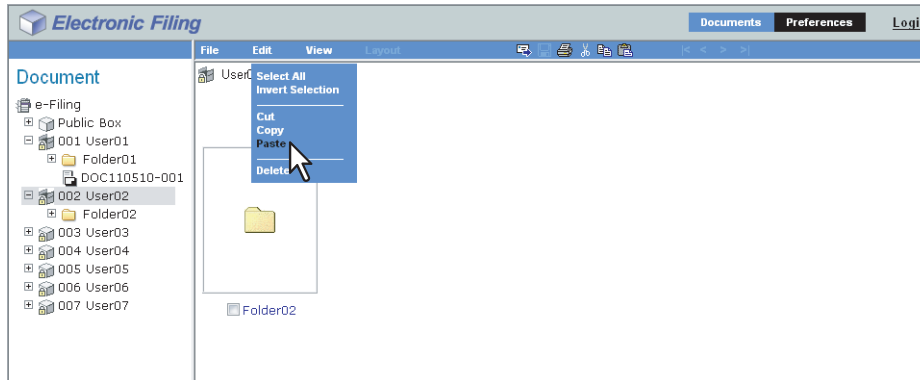 Electronic Filing
Documents Preferences Logi
File Edit View Layout
Document
e-Filing
Public Box
001 User01
Folder01
DOC110510-001
002 User02
Folder02
003 User03
004 User04
005 User05
006 User06
007 User07
User0
Select All
Invert Selection
Cut
Copy
Paste
Delete
Folder02